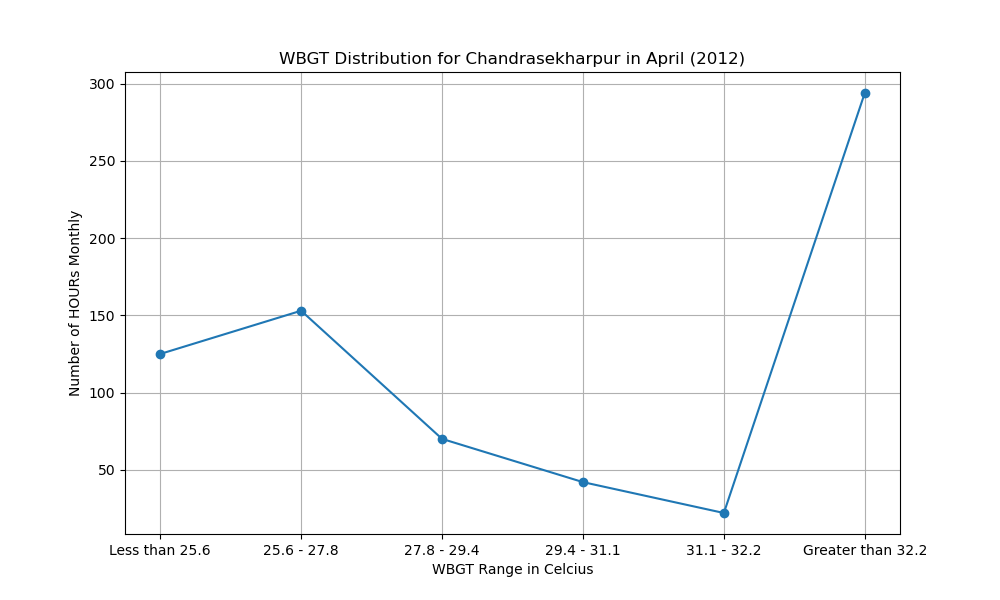 WBGT Distribution for Chandrasekharpur in April (2012)
Number of HOURs Monthly
300
250
200
150
100
50
Less than 25.6
25.6 - 27.8
27.8 - 29.4
29.4 - 31.1
31.1 - 32.2
Greater than 32.2
WBGT Range in Celcius